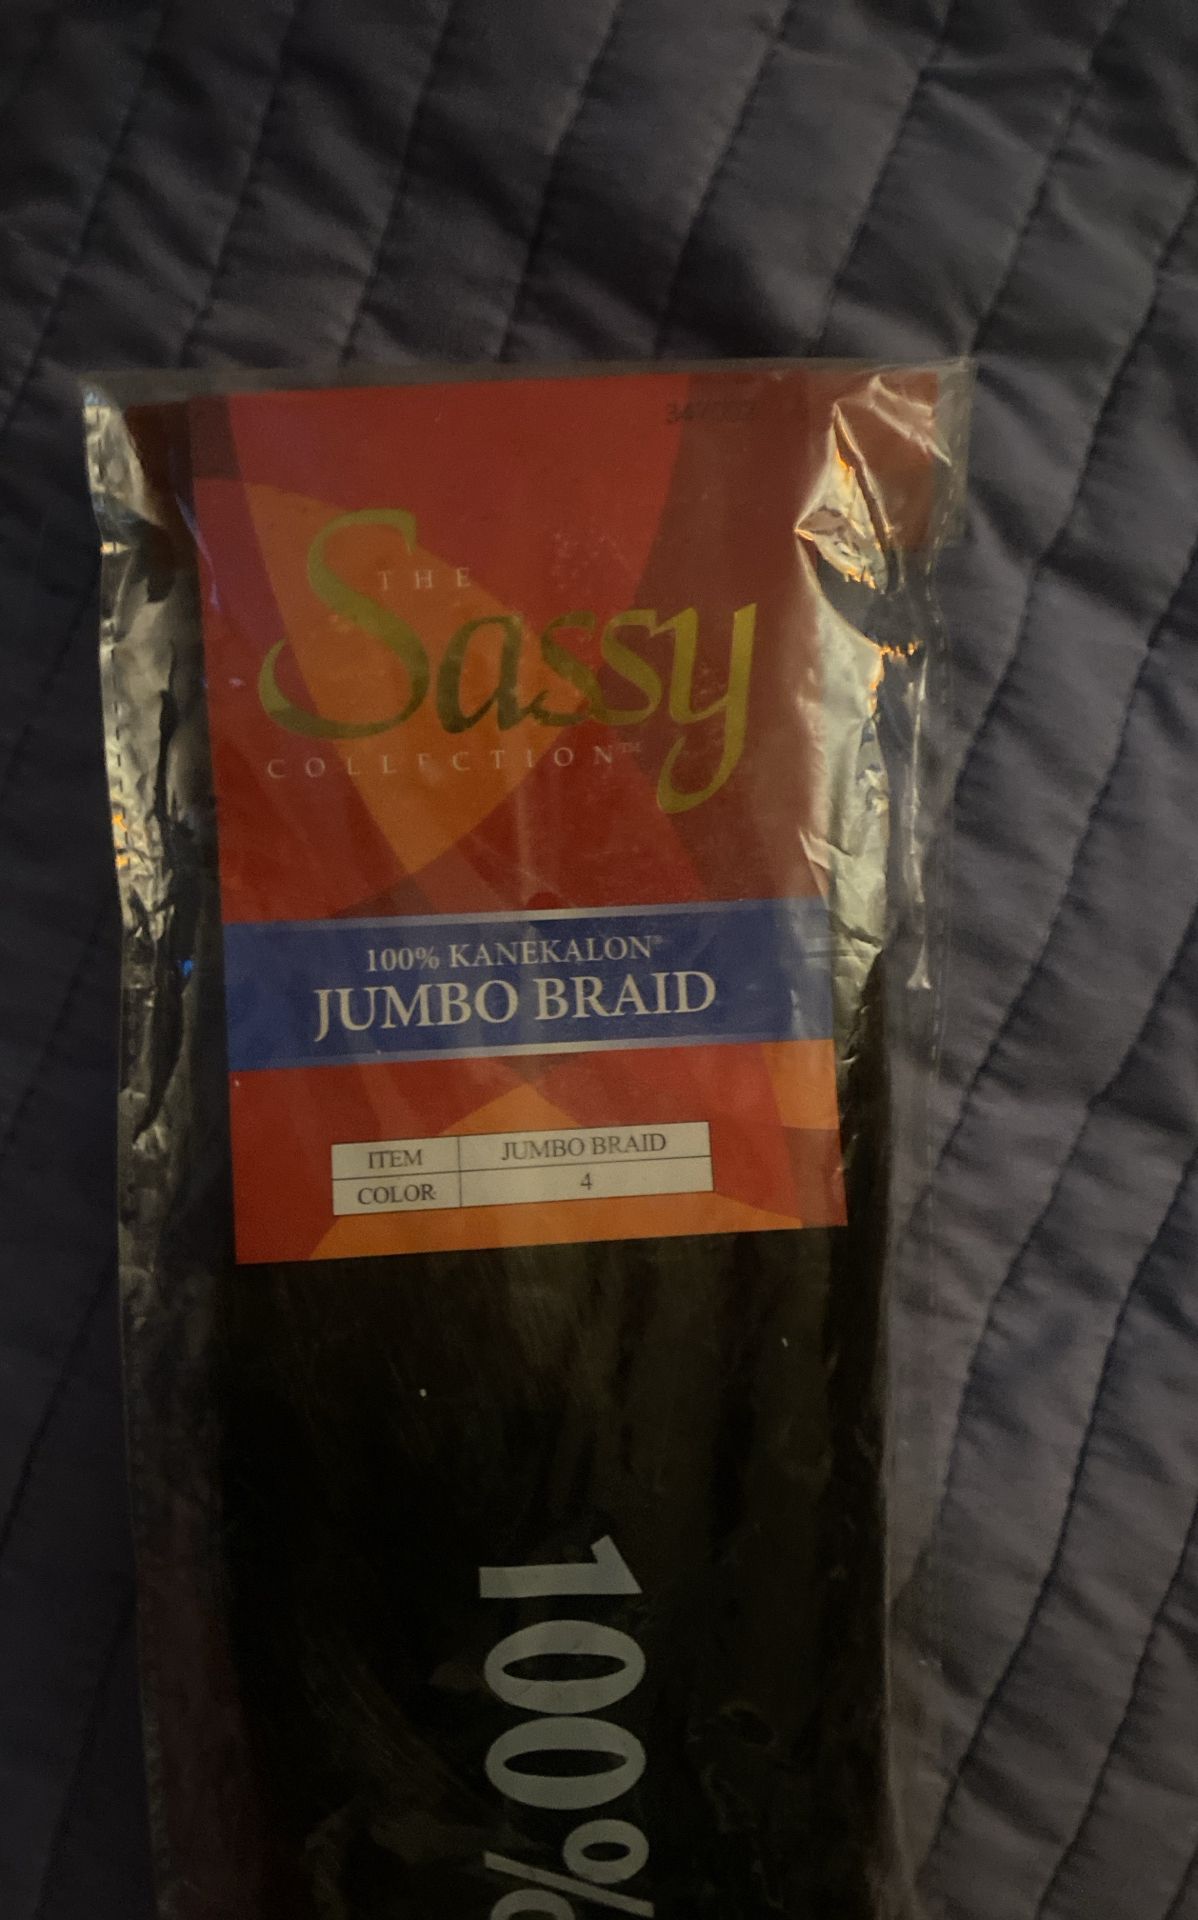 THE
Sassy
COLLECTION™
100% KANEKALON®
JUMBO BRAID
ITEM JUMBO BRAID
COLOR 4
100%